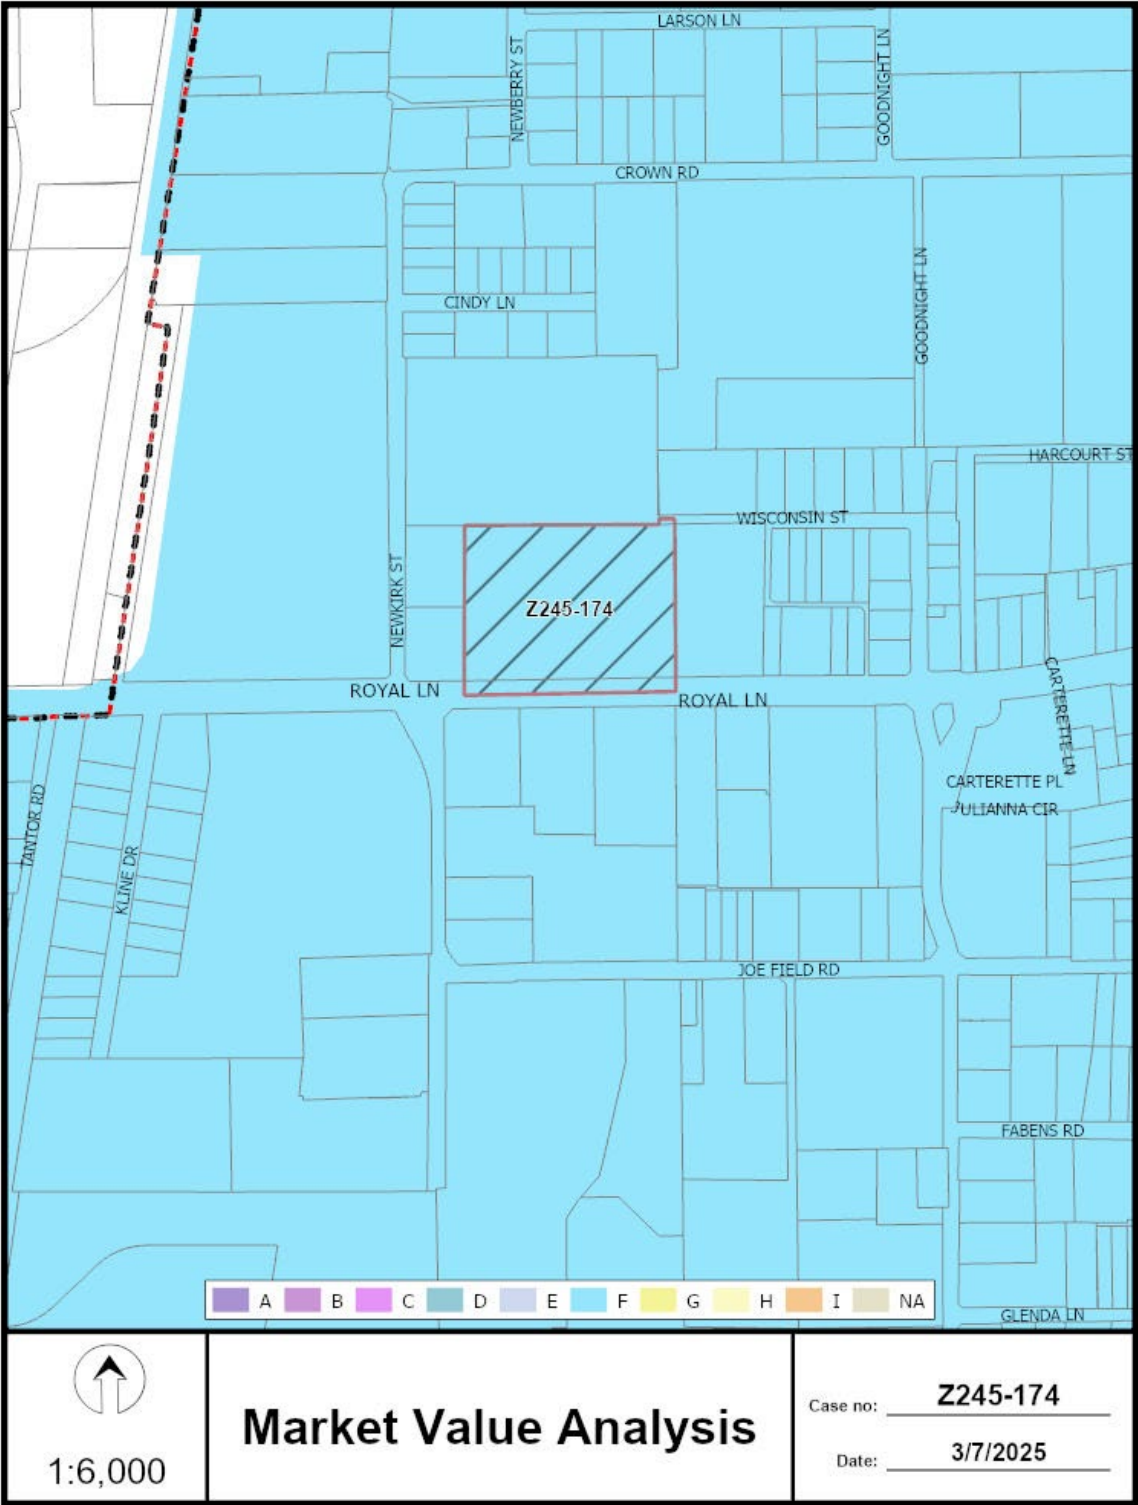 LARSON LN
NEWBERRY ST
GOODNIGHT LN
CROWN RD
GOODNIGHT LN
CINDY LN
HARCOURT ST
WISCONSIN ST
NEWKIRK ST
Z245-174
ROYAL LN
ROYAL LN
CARTERETTE LN
CARTERETTE PL
JULIANNA CIR
TANTOR RD
KLINE DR
JOE FIELD RD
FABENS RD
A B C D E F G H I NA
GLENDA LN
1:6,000
Market Value Analysis
Case no: Z245-174
Date: 3/7/2025